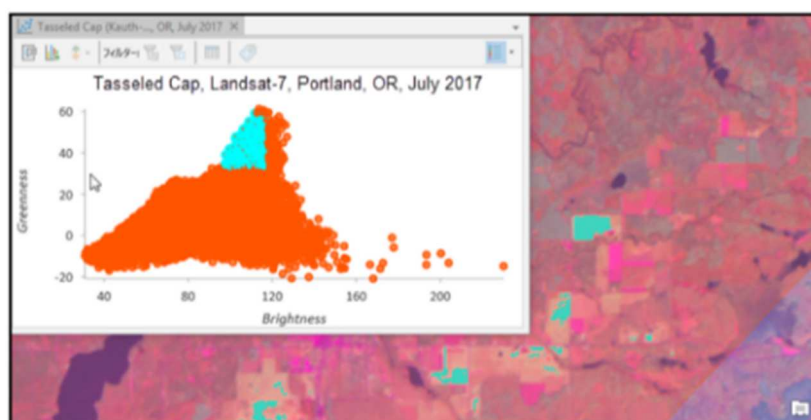 Tasseled Cap (Kauth-..., OR, July 2017
フィルター:
Tasseled Cap, Landsat-7, Portland, OR, July 2017
60
40
20
0
-20
Greenness
40 80 120 160 200
Brightness